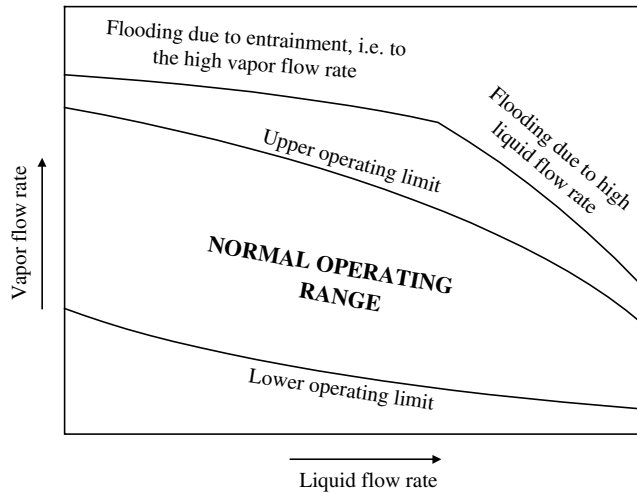 Flooding due to entrainment, i.e. to
the high vapor flow rate
Flooding due to high
liquid flow rate
Upper operating limit
NORMAL OPERATING
RANGE
Lower operating limit
Vapor flow rate
Liquid flow rate